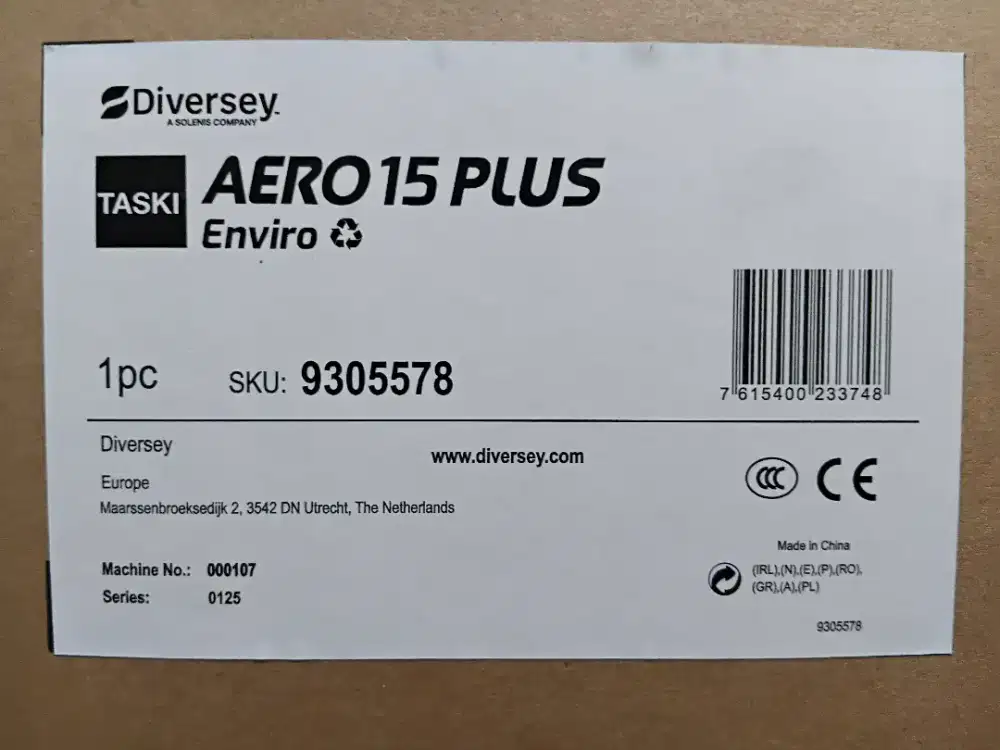 Diversey
A SOLENIS COMPANY
TASKI
AERO 15 PLUS
Enviro
1pc
SKU: 9305578
7 615400 233748
Diversey
www.diversey.com
Europe
Maarssenbroeksedijk 2, 3542 DN Utrecht, The Netherlands
CCC CE
Made in China
Machine No.: 000107
(IRL),(N),(E),(P),(RO),
(GR),(A),(PL)
Series: 0125
9305578